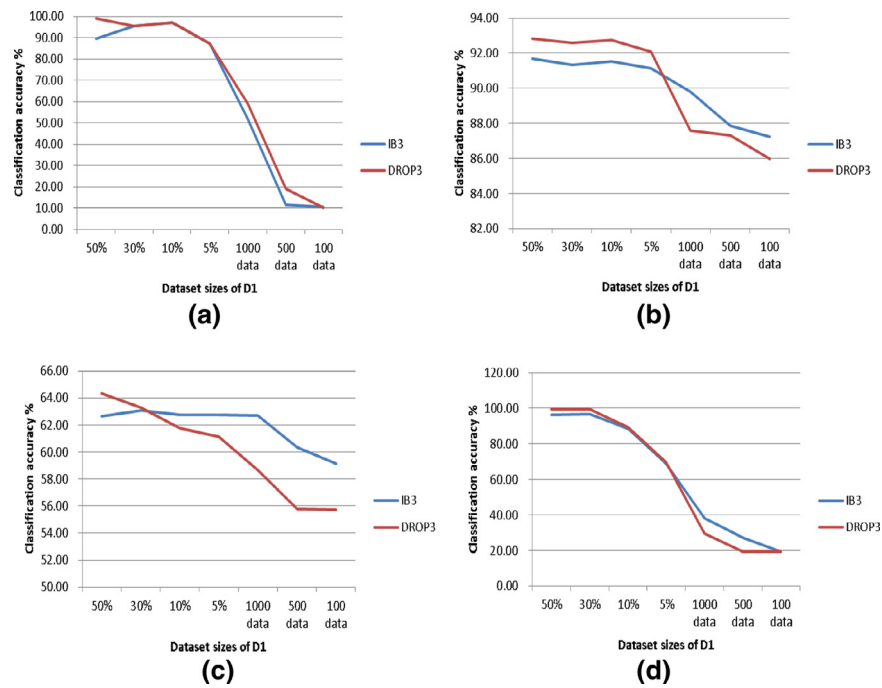 100.00
90.00
80.00
70.00
60.00
50.00
40.00
30.00
20.00
10.00
0.00
Classification accuracy %
50% 30% 10% 5% 1000 500 100
data data data
Dataset sizes of D1
IB3
DROP3
(a)
94.00
92.00
90.00
88.00
86.00
84.00
82.00
Classification accuracy %
50% 30% 10% 5% 1000 500 100
data data data
Dataset sizes of D1
IB3
DROP3
(b)
66.00
64.00
62.00
60.00
58.00
56.00
54.00
52.00
50.00
Classification accuracy %
50% 30% 10% 5% 1000 500 100
data data data
Dataset sizes of D1
IB3
DROP3
(c)
120.00
100.00
80.00
60.00
40.00
20.00
0.00
Classification accuracy %
50% 30% 10% 5% 1000 500 100
data data data
Dataset sizes of D1
IB3
DROP3
(d)